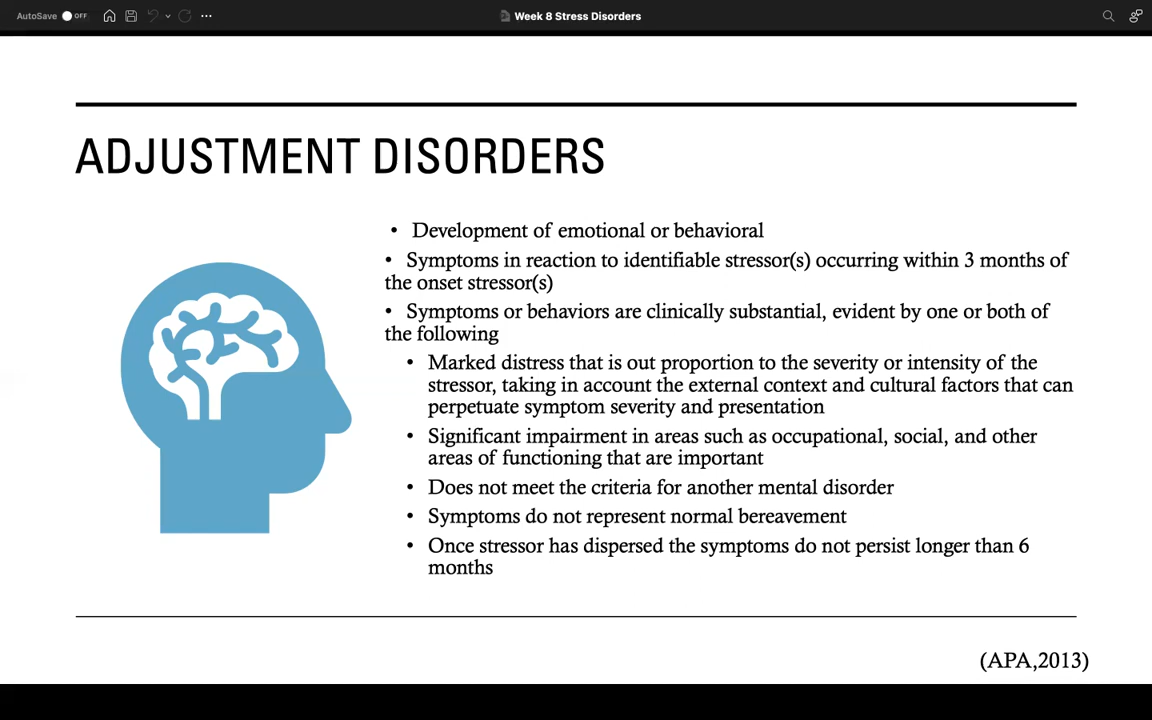 AutoSave OFF
Week 8 Stress Disorders
ADJUSTMENT DISORDERS
• Development of emotional or behavioral
• Symptoms in reaction to identifiable stressor(s) occurring within 3 months of
the onset stressor(s)
• Symptoms or behaviors are clinically substantial, evident by one or both of
the following
• Marked distress that is out proportion to the severity or intensity of the
stressor, taking in account the external context and cultural factors that can
perpetuate symptom severity and presentation
• Significant impairment in areas such as occupational, social, and other
areas of functioning that are important
• Does not meet the criteria for another mental disorder
• Symptoms do not represent normal bereavement
• Once stressor has dispersed the symptoms do not persist longer than 6
months
(APA,2013)